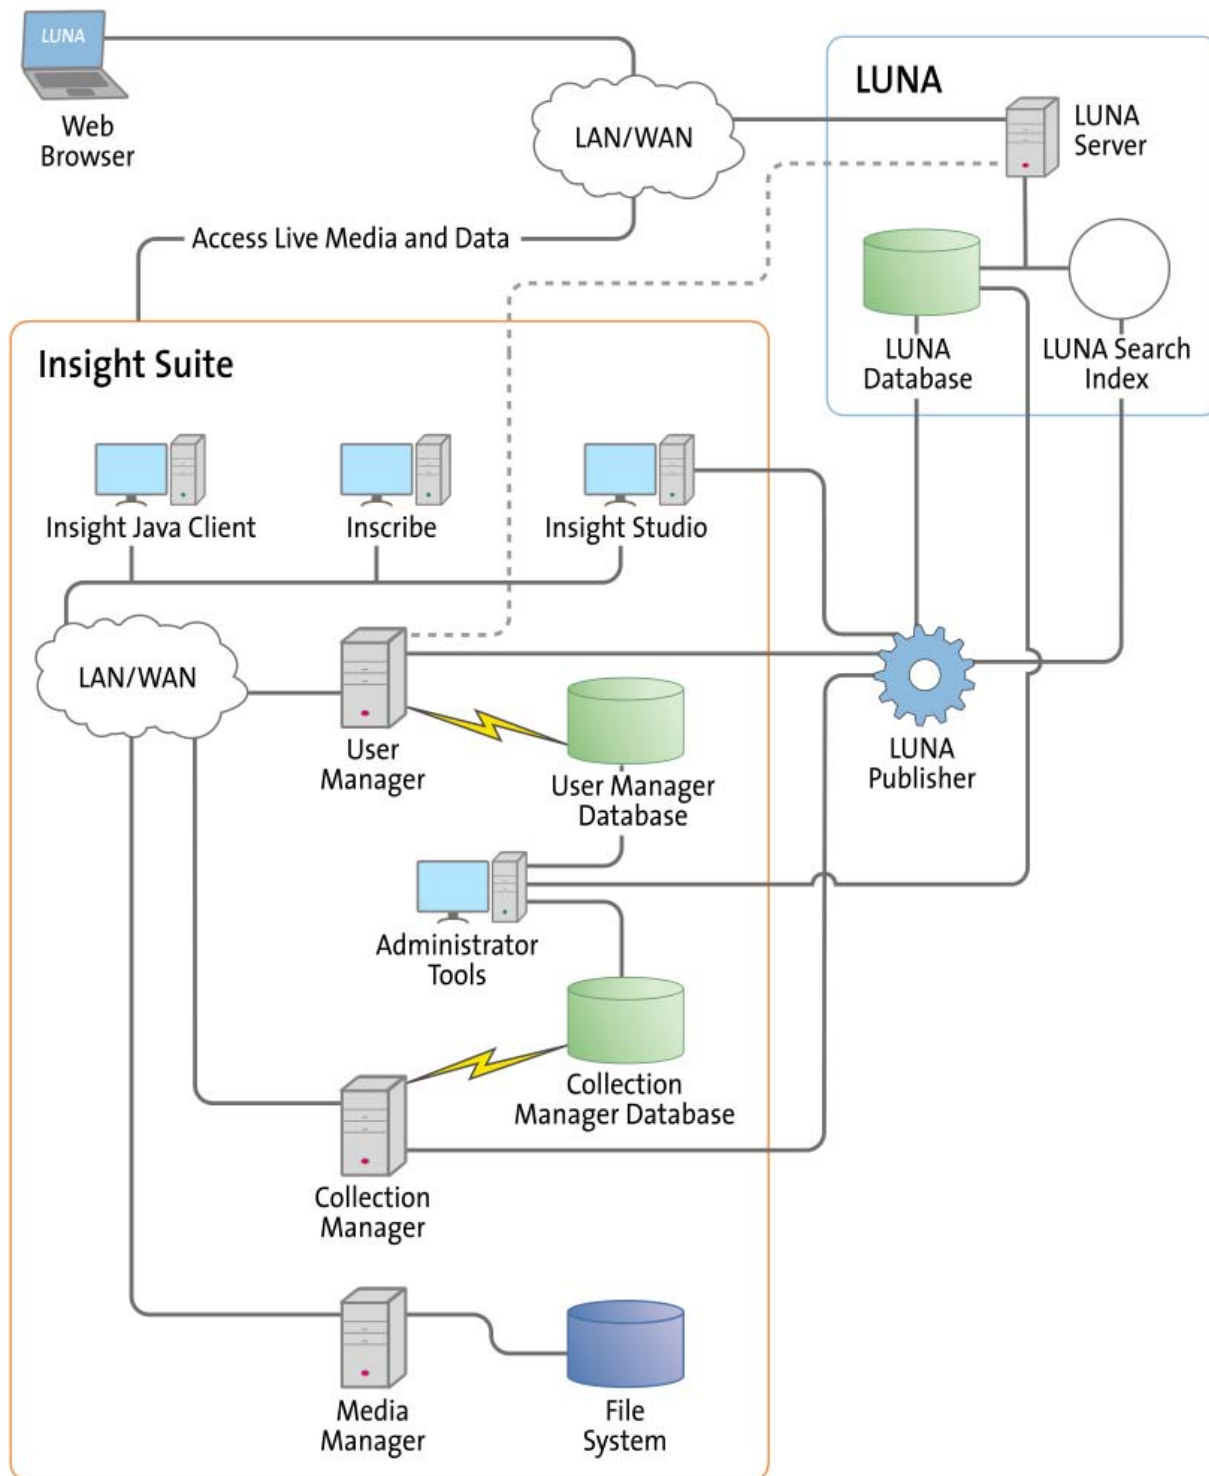 LUNA
Web
Browser
LAN/WAN
LUNA
LUNA
Server
Access Live Media and Data
LUNA
Database
LUNA Search
Index
Insight Suite
Insight Java Client
Inscribe
Insight Studio
LAN/WAN
User
Manager
User Manager
Database
LUNA
Publisher
Administrator
Tools
Collection
Manager Database
Collection
Manager
Media
Manager
File
System